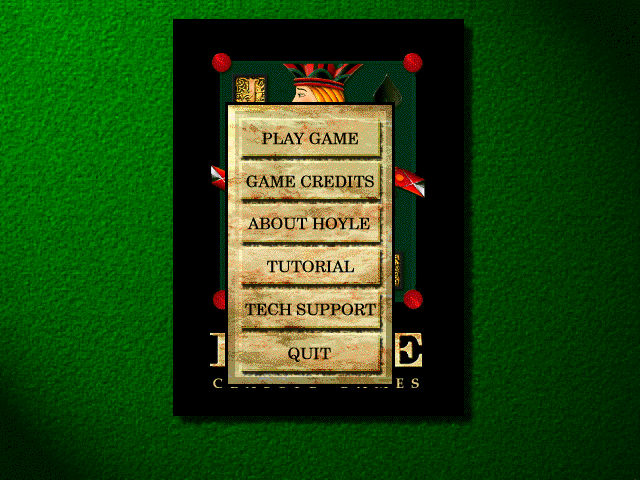 PLAY GAME
GAME CREDITS
ABOUT HOYLE
TUTORIAL
TECH SUPPORT
QUIT